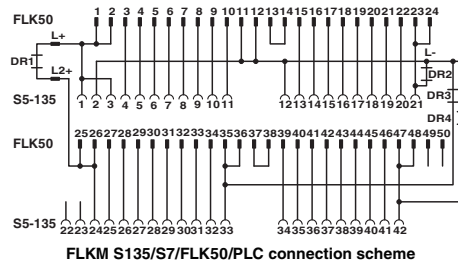 FLK50 1 2 3 4 5 6 7 8 9 10 11 12 13 14 15 16 17 18 19 20 21 22 23 24
L+ L-
DR1 DR2
L2+ DR3
S5-135 1 2 3 4 5 6 7 8 9 10 11 12 13 14 15 16 17 18 19 20 21 DR4
FLK50 25 26 27 28 29 30 31 32 33 34 35 36 37 38 39 40 41 42 43 44 45 46 47 48 49 50
S5-135 22 23 24 25 26 27 28 29 30 31 32 33 34 35 36 37 38 39 40 41 42
FLKM S135/S7/FLK50/PLC connection scheme